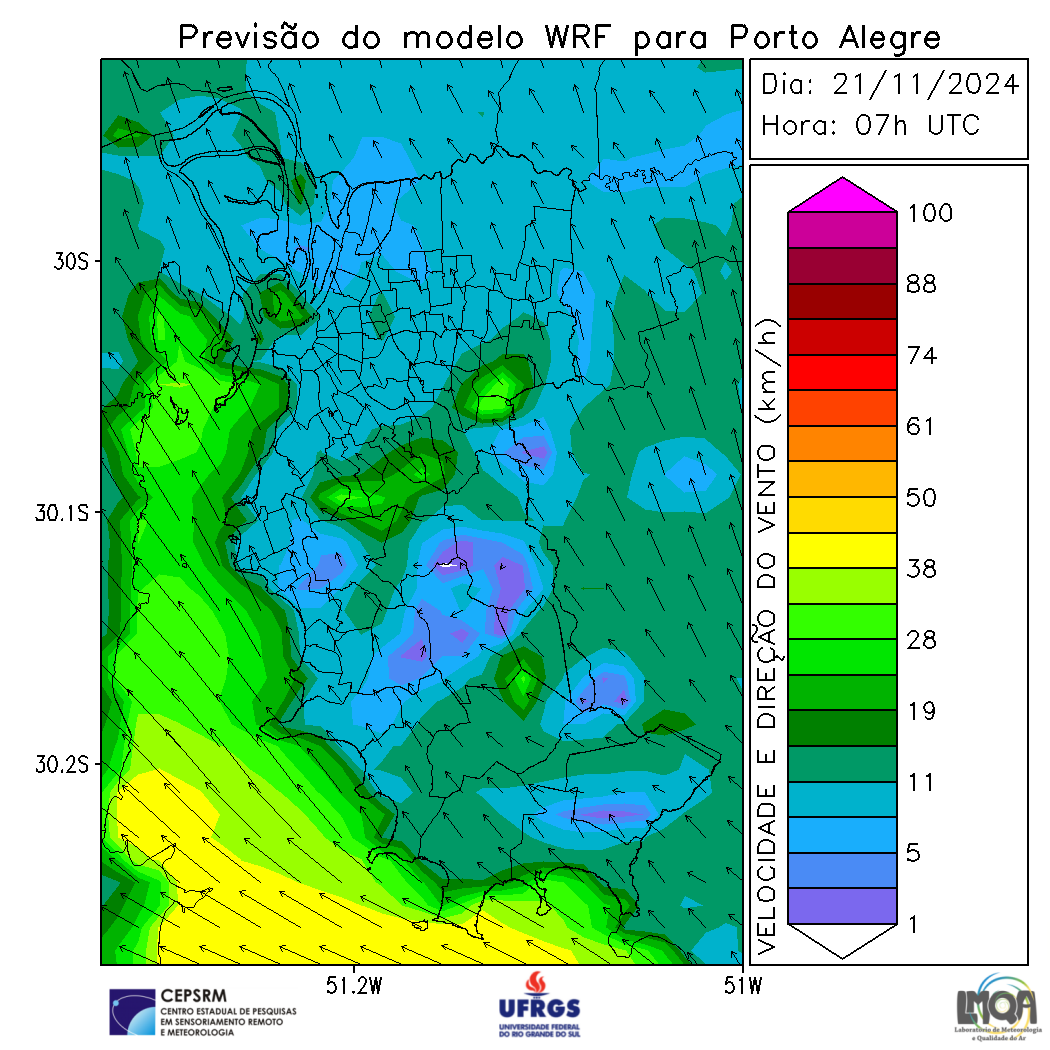 Previsão do modelo WRF para Porto Alegre
Dia: 21/11/2024
Hora: 07h UTC
30S
30.1S
30.2S
51.2W
51W
VELOCIDADE E DIREÇÃO DO VENTO (km/h)
100
88
74
61
50
38
28
19
11
5
1
CEPSRM
CENTRO ESTADUAL DE PESQUISAS
EM SENSORIAMENTO REMOTO
E METEOROLOGIA
UFRGS
UNIVERSIDADE FEDERAL
DO RIO GRANDE DO SUL
LMQA
Laboratório de Meteorologia
e Qualidade do Ar